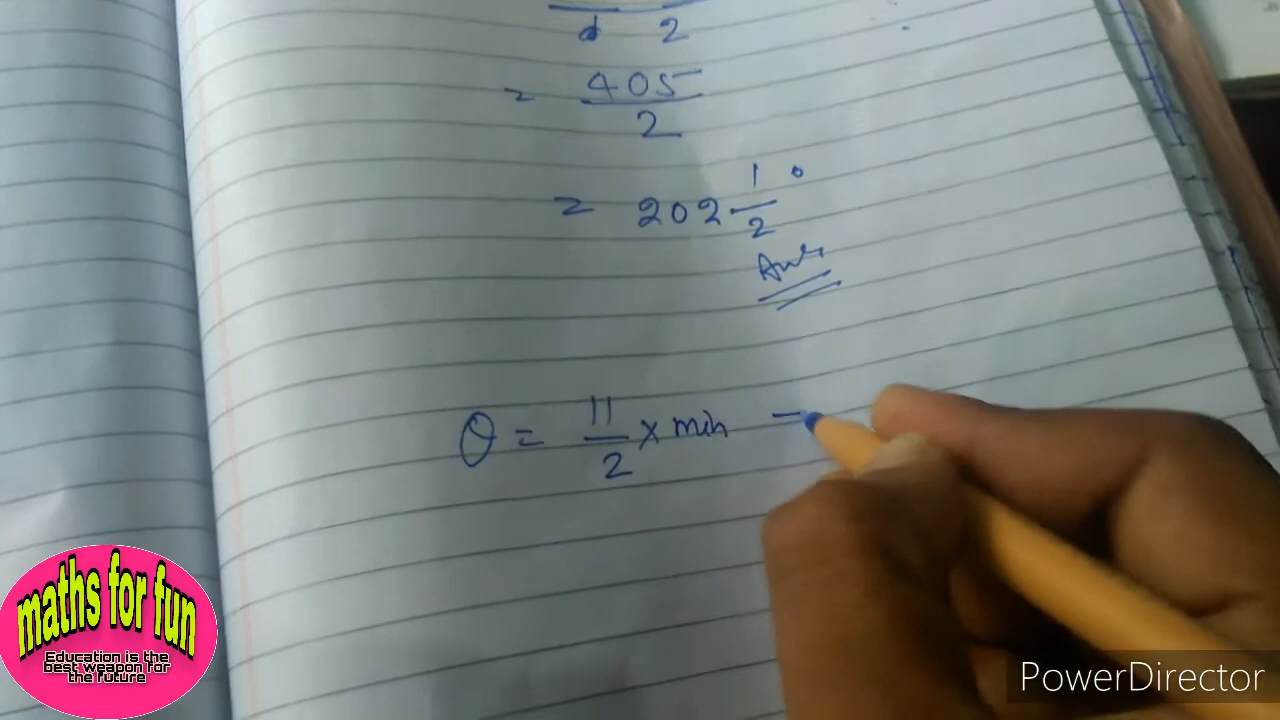 d 2
= 405
2
= 202 1/2 °
Ans
θ = 11/2 × min -
maths for fun
Education is the
best weapon for
the future
PowerDirector